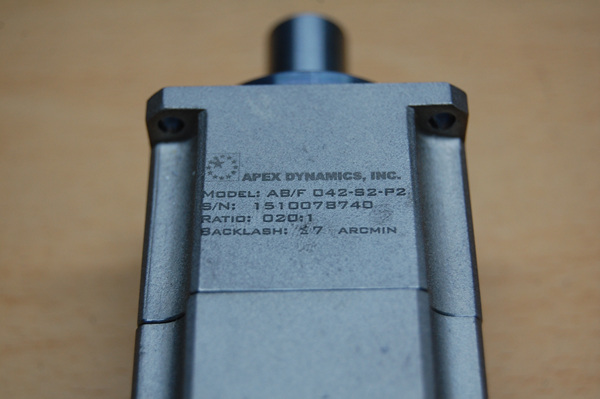 APEX DYNAMICS, INC.
MODEL: AB/F 042-S2-P2
S/N: 1510078740
RATIO: 020:1
BACKLASH: ≤7 ARCMIN